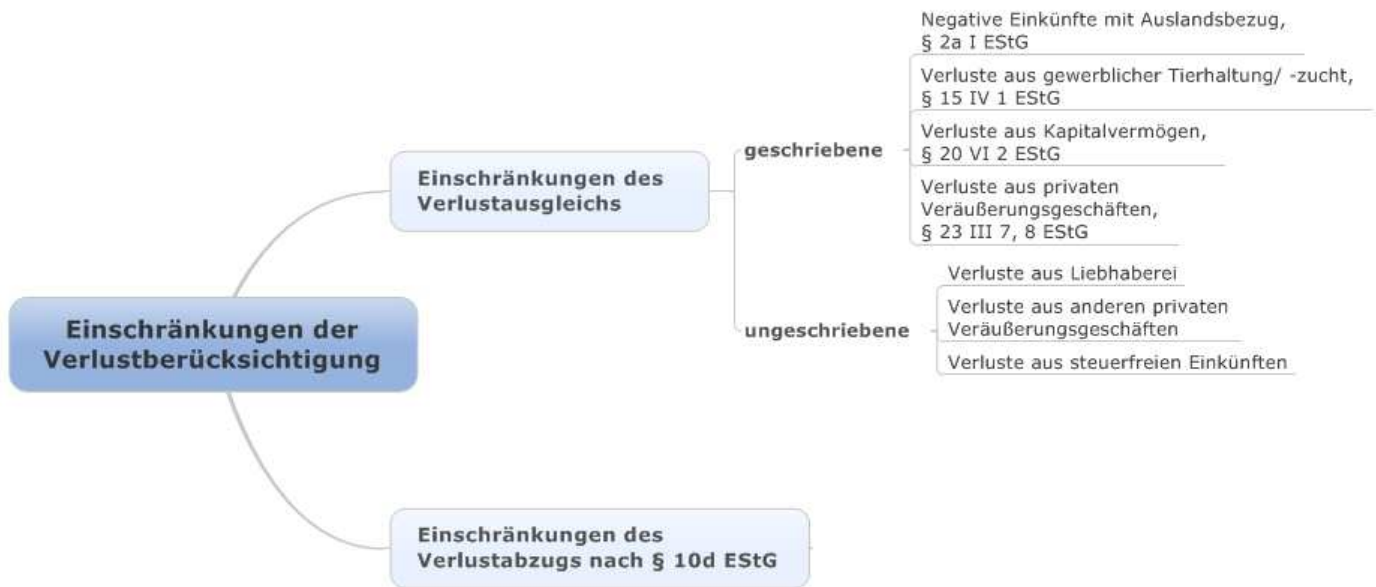 Einschränkungen der
Verlustberücksichtigung
Einschränkungen des
Verlustausgleichs
geschriebene
Negative Einkünfte mit Auslandsbezug,
§ 2a I EStG
Verluste aus gewerblicher Tierhaltung/ -zucht,
§ 15 IV 1 EStG
Verluste aus Kapitalvermögen,
§ 20 VI 2 EStG
Verluste aus privaten
Veräußerungsgeschäften,
§ 23 III 7, 8 EStG
ungeschriebene
Verluste aus Liebhaberei
Verluste aus anderen privaten
Veräußerungsgeschäften
Verluste aus steuerfreien Einkünften
Einschränkungen des
Verlustabzugs nach § 10d EStG